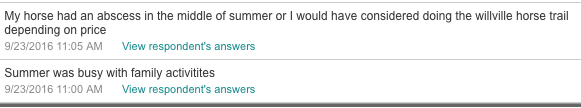 My horse had an abscess in the middle of summer or I would have considered doing the willville horse trail
depending on price
9/23/2016 11:05 AM View respondent's answers
Summer was busy with family activitites
9/23/2016 11:00 AM View respondent's answers